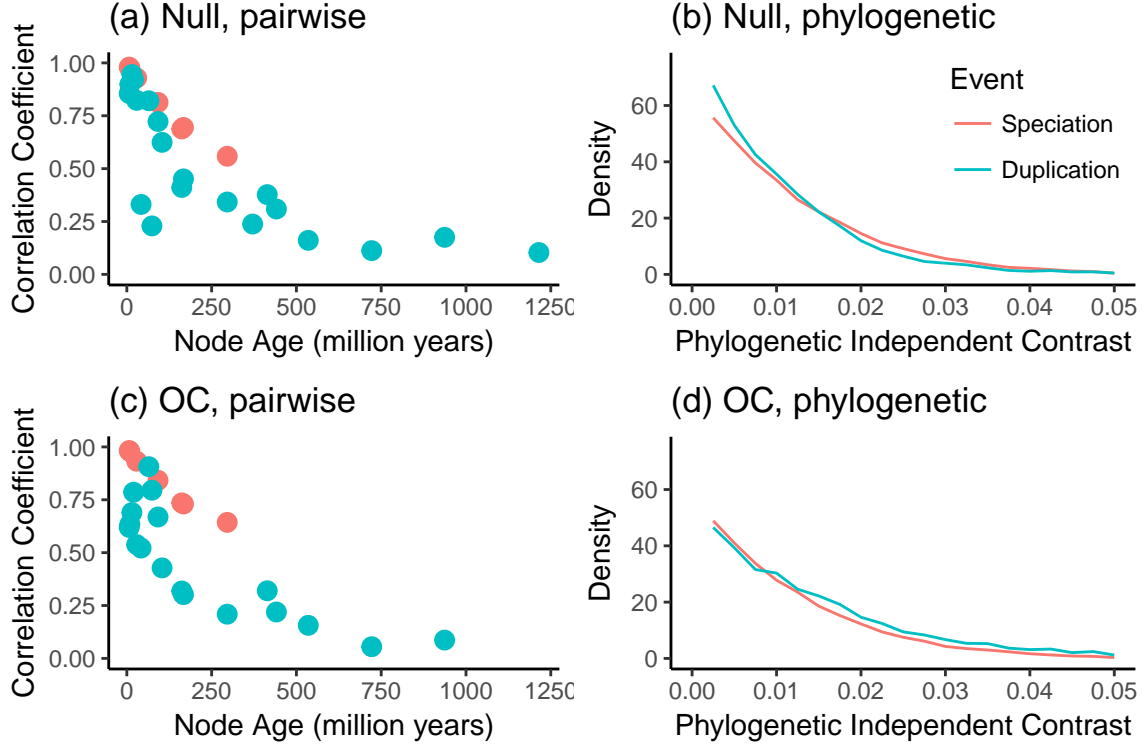 (a) Null, pairwise
1.00
0.75
0.50
0.25
0.00
Correlation Coefficient
0 250 500 750 1000 1250
Node Age (million years)
(b) Null, phylogenetic
60
40
20
0
Density
Event
Speciation
Duplication
0.00 0.01 0.02 0.03 0.04 0.05
Phylogenetic Independent Contrast
(c) OC, pairwise
1.00
0.75
0.50
0.25
0.00
Correlation Coefficient
0 250 500 750 1000 1250
Node Age (million years)
(d) OC, phylogenetic
60
40
20
0
Density
0.00 0.01 0.02 0.03 0.04 0.05
Phylogenetic Independent Contrast